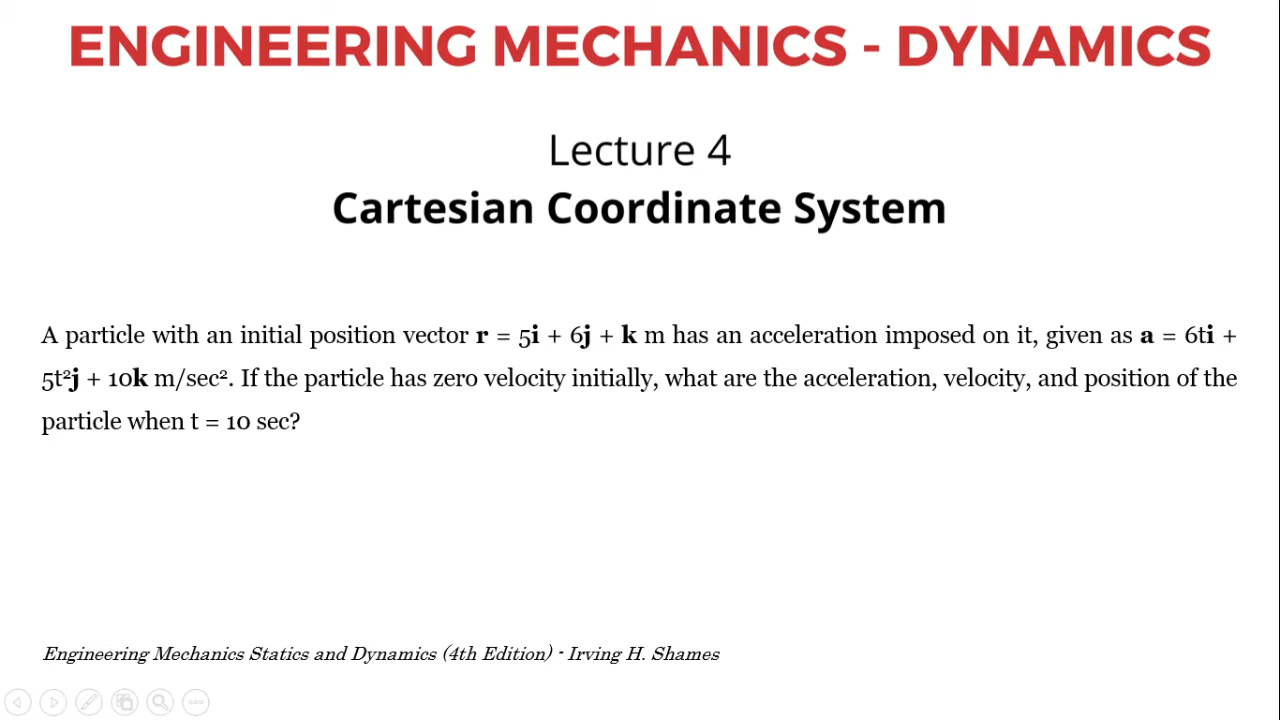 ENGINEERING MECHANICS - DYNAMICS
Lecture 4
Cartesian Coordinate System
A particle with an initial position vector r = 5i + 6j + k m has an acceleration imposed on it, given as a = 6ti +
5t²j + 10k m/sec². If the particle has zero velocity initially, what are the acceleration, velocity, and position of the
particle when t = 10 sec?
Engineering Mechanics Statics and Dynamics (4th Edition) - Irving H. Shames